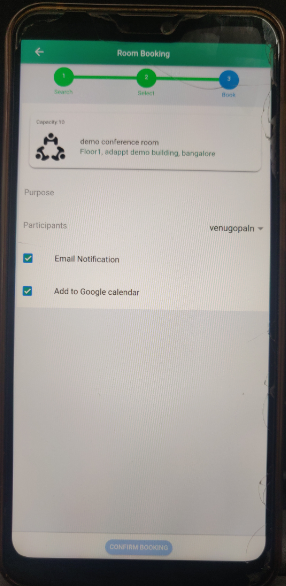 Room Booking
1 2 3
Search Select Book
Capacity 10
demo conference room
Floor1, adappt demo building, bangalore
Purpose
Participants venugopaln
Email Notification
Add to Google calendar
CONFIRM BOOKING